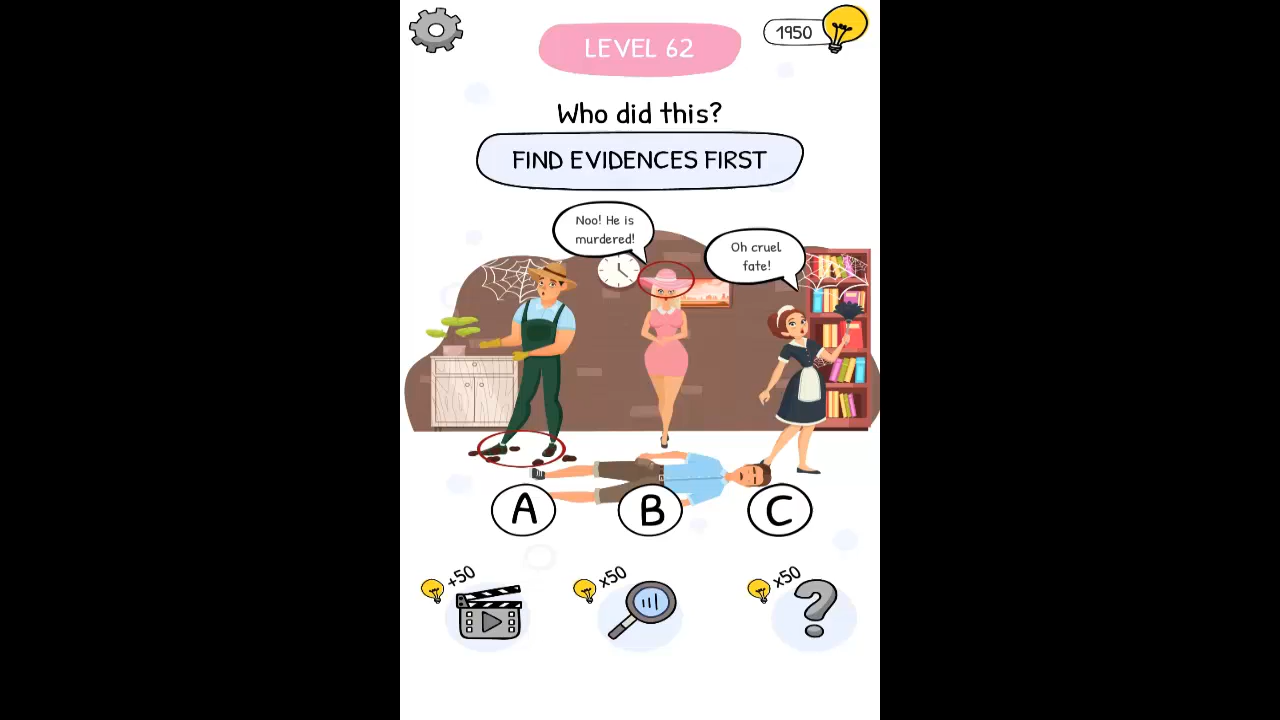 LEVEL 62
1950
Who did this?
FIND EVIDENCES FIRST
Noo! He is
murdered!
Oh cruel
fate!
A
B
C
+50
x50
x50